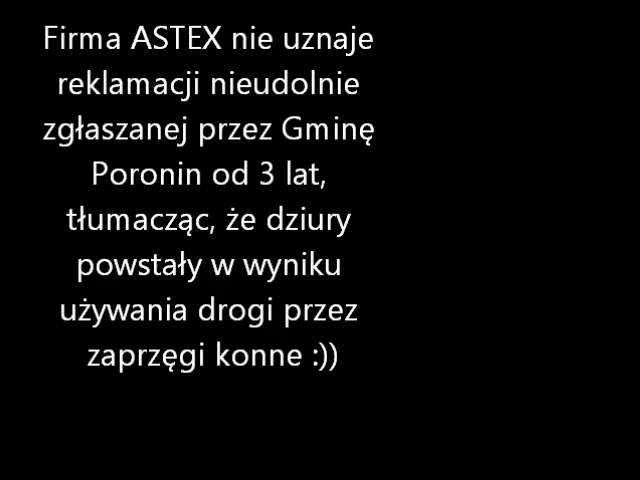 Firma ASTEX nie uznaje
reklamacji nieudolnie
zgłaszanej przez Gminę
Poronin od 3 lat,
tłumacząc, że dziury
powstały w wyniku
używania drogi przez
zaprzęgi konne :))